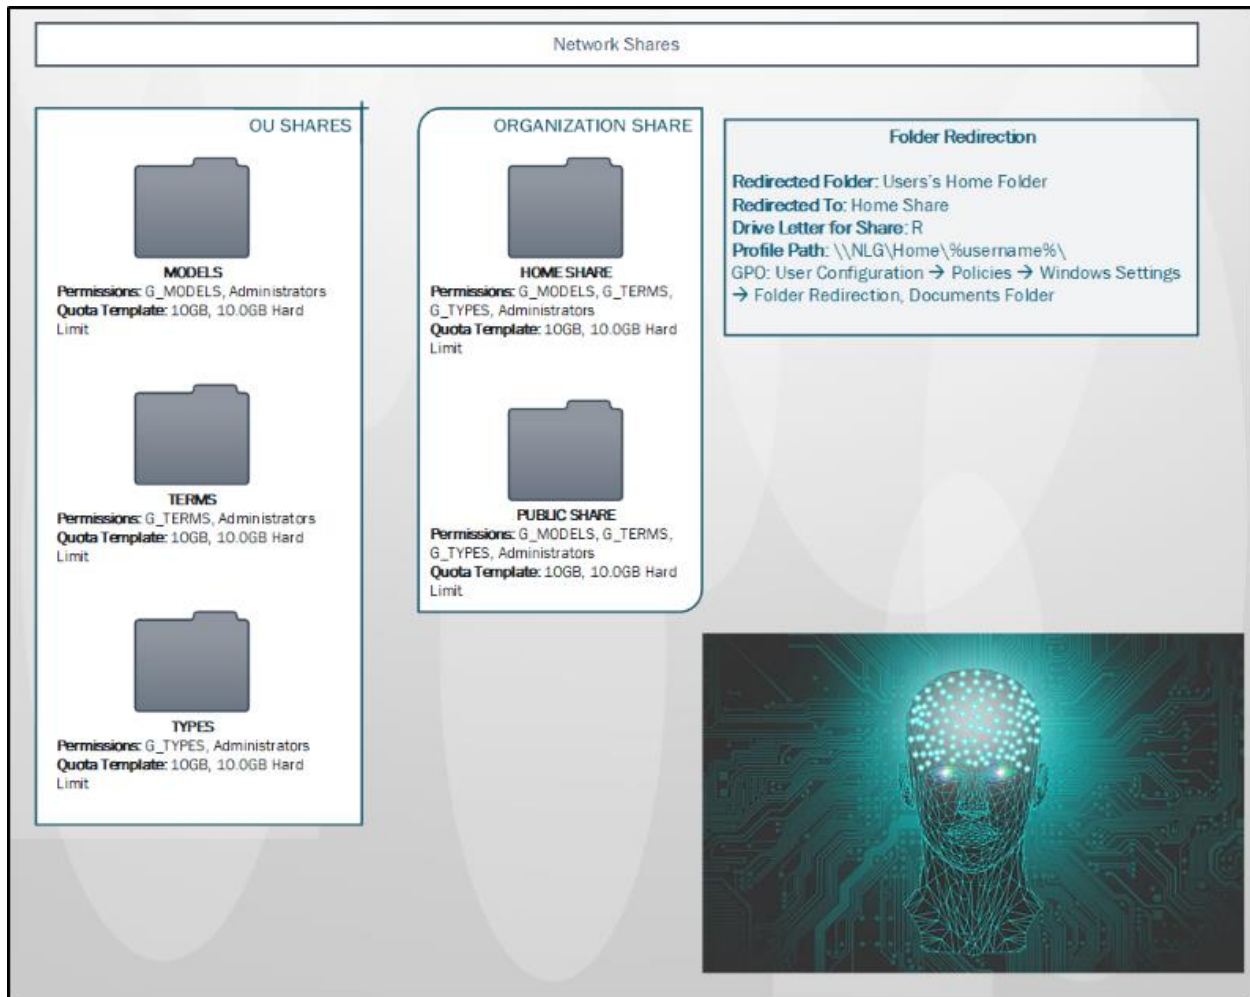 Network Shares
OU SHARES
MODELS
Permissions: G_MODELS, Administrators
Quota Template: 10GB, 10.0GB Hard
Limit
TERMS
Permissions: G_TERMS, Administrators
Quota Template: 10GB, 10.0GB Hard
Limit
TYPES
Permissions: G_TYPES, Administrators
Quota Template: 10GB, 10.0GB Hard
Limit
ORGANIZATION SHARE
HOME SHARE
Permissions: G_MODELS, G_TERMS,
G_TYPES, Administrators
Quota Template: 10GB, 10.0GB Hard
Limit
PUBLIC SHARE
Permissions: G_MODELS, G_TERMS,
G_TYPES, Administrators
Quota Template: 10GB, 10.0GB Hard
Limit
Folder Redirection
Redirected Folder: Users's Home Folder
Redirected To: Home Share
Drive Letter for Share: R
Profile Path: \\NLG\Home\%username%\
GPO: User Configuration → Policies → Windows Settings
→ Folder Redirection, Documents Folder